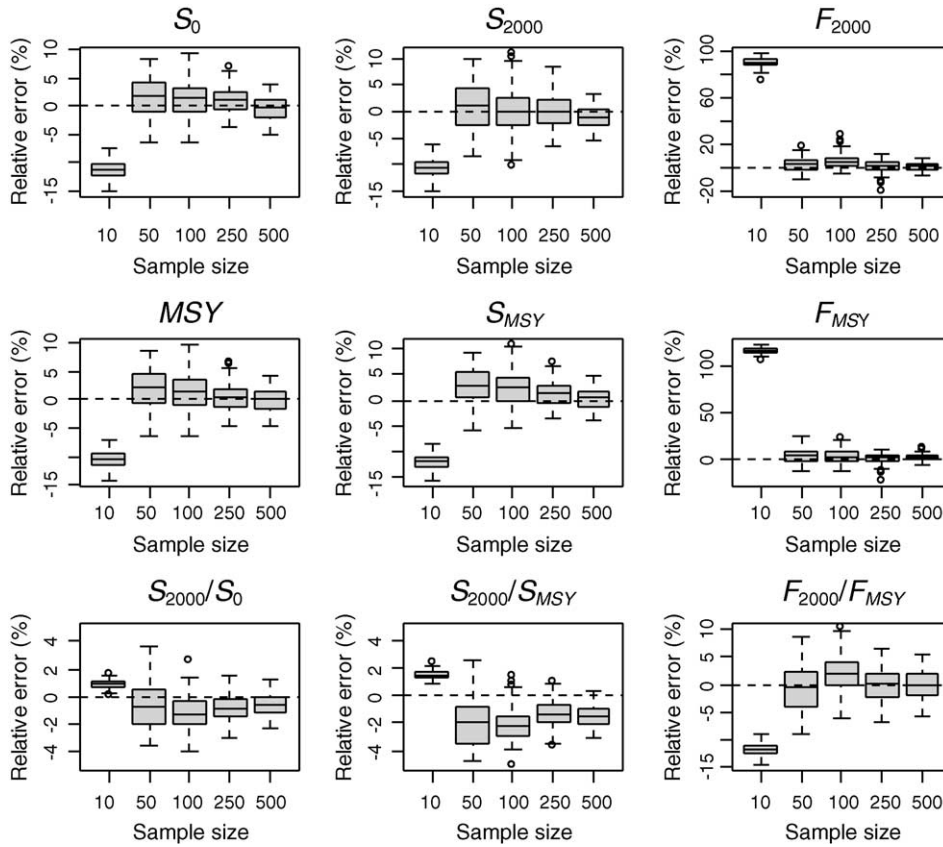 S0 S2000 F2000
Relative error (%)
10
5
0
-5
-15
10 50 100 250 500
Sample size
Relative error (%)
10
5
0
-5
-15
10 50 100 250 500
Sample size
Relative error (%)
100
60
20
-20
10 50 100 250 500
Sample size
MSY SMSY FMSY
Relative error (%)
10
5
0
-5
-15
10 50 100 250 500
Sample size
Relative error (%)
10
5
0
-5
-15
10 50 100 250 500
Sample size
Relative error (%)
100
50
0
10 50 100 250 500
Sample size
S2000/S0 S2000/SMSY F2000/FMSY
Relative error (%)
4
2
0
-2
-4
10 50 100 250 500
Sample size
Relative error (%)
4
2
0
-2
-4
10 50 100 250 500
Sample size
Relative error (%)
10
5
0
-5
-15
10 50 100 250 500
Sample size